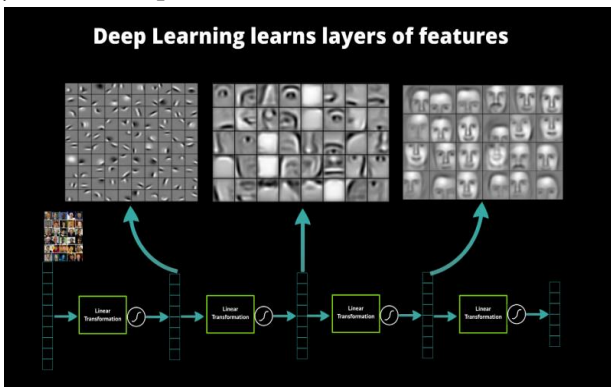 Deep Learning learns layers of features
Linear
Transformation
Linear
Transformation
Linear
Transformation
Linear
Transformation